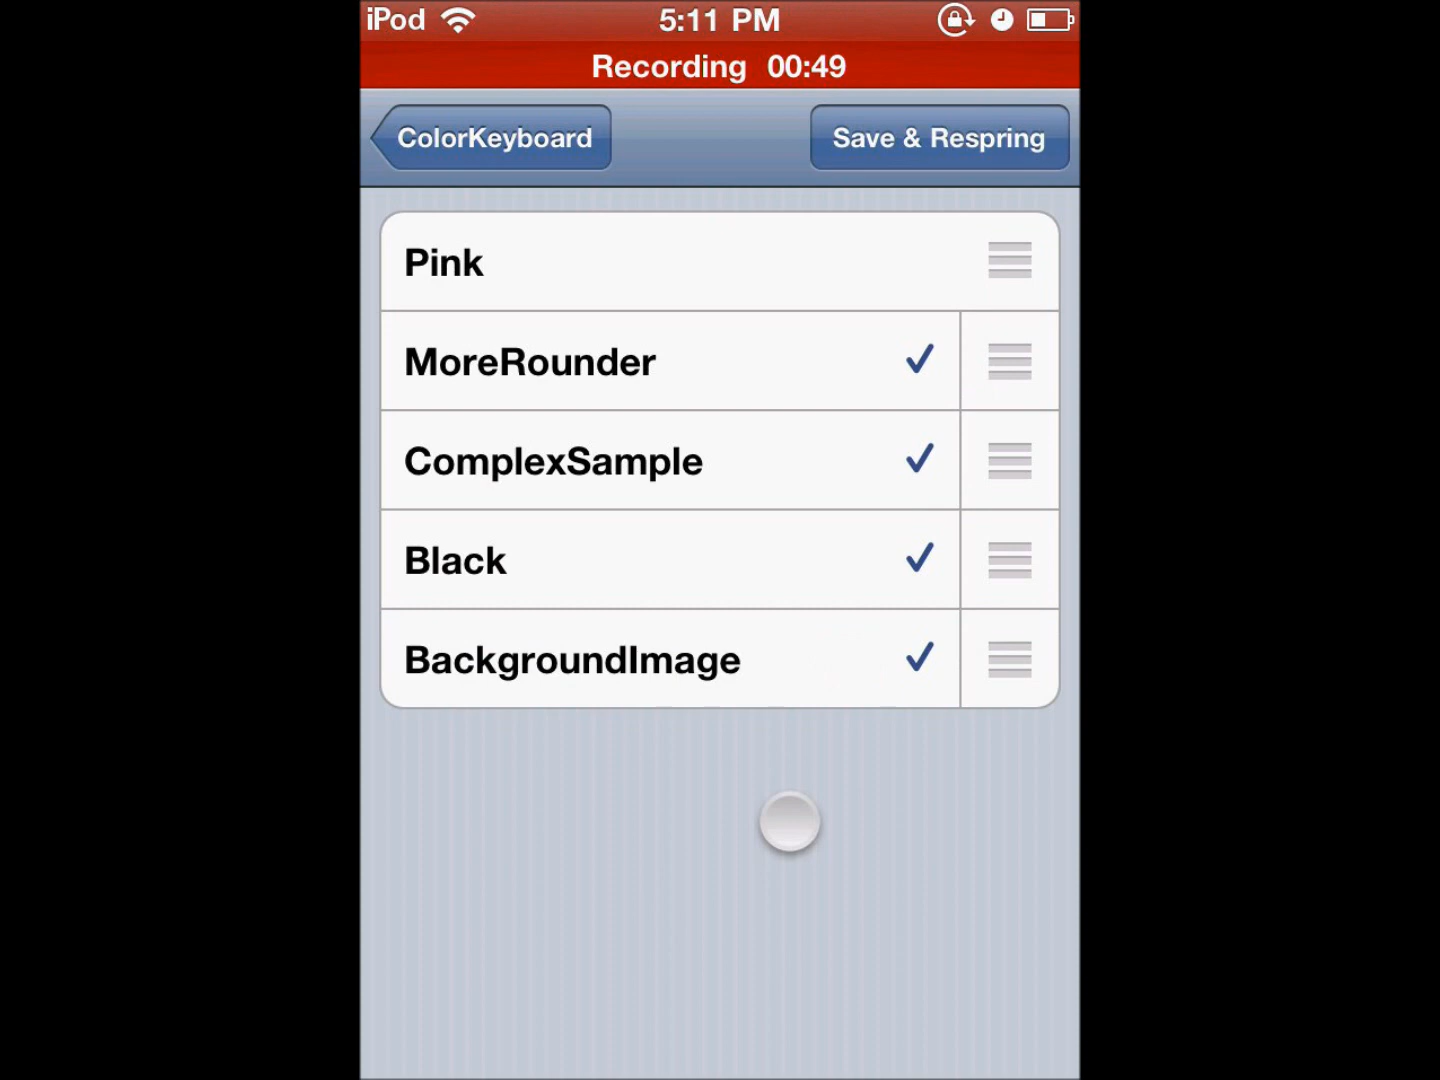 iPod 5:11 PM
Recording 00:49
ColorKeyboard Save & Respring
Pink
MoreRounder
ComplexSample
Black
BackgroundImage